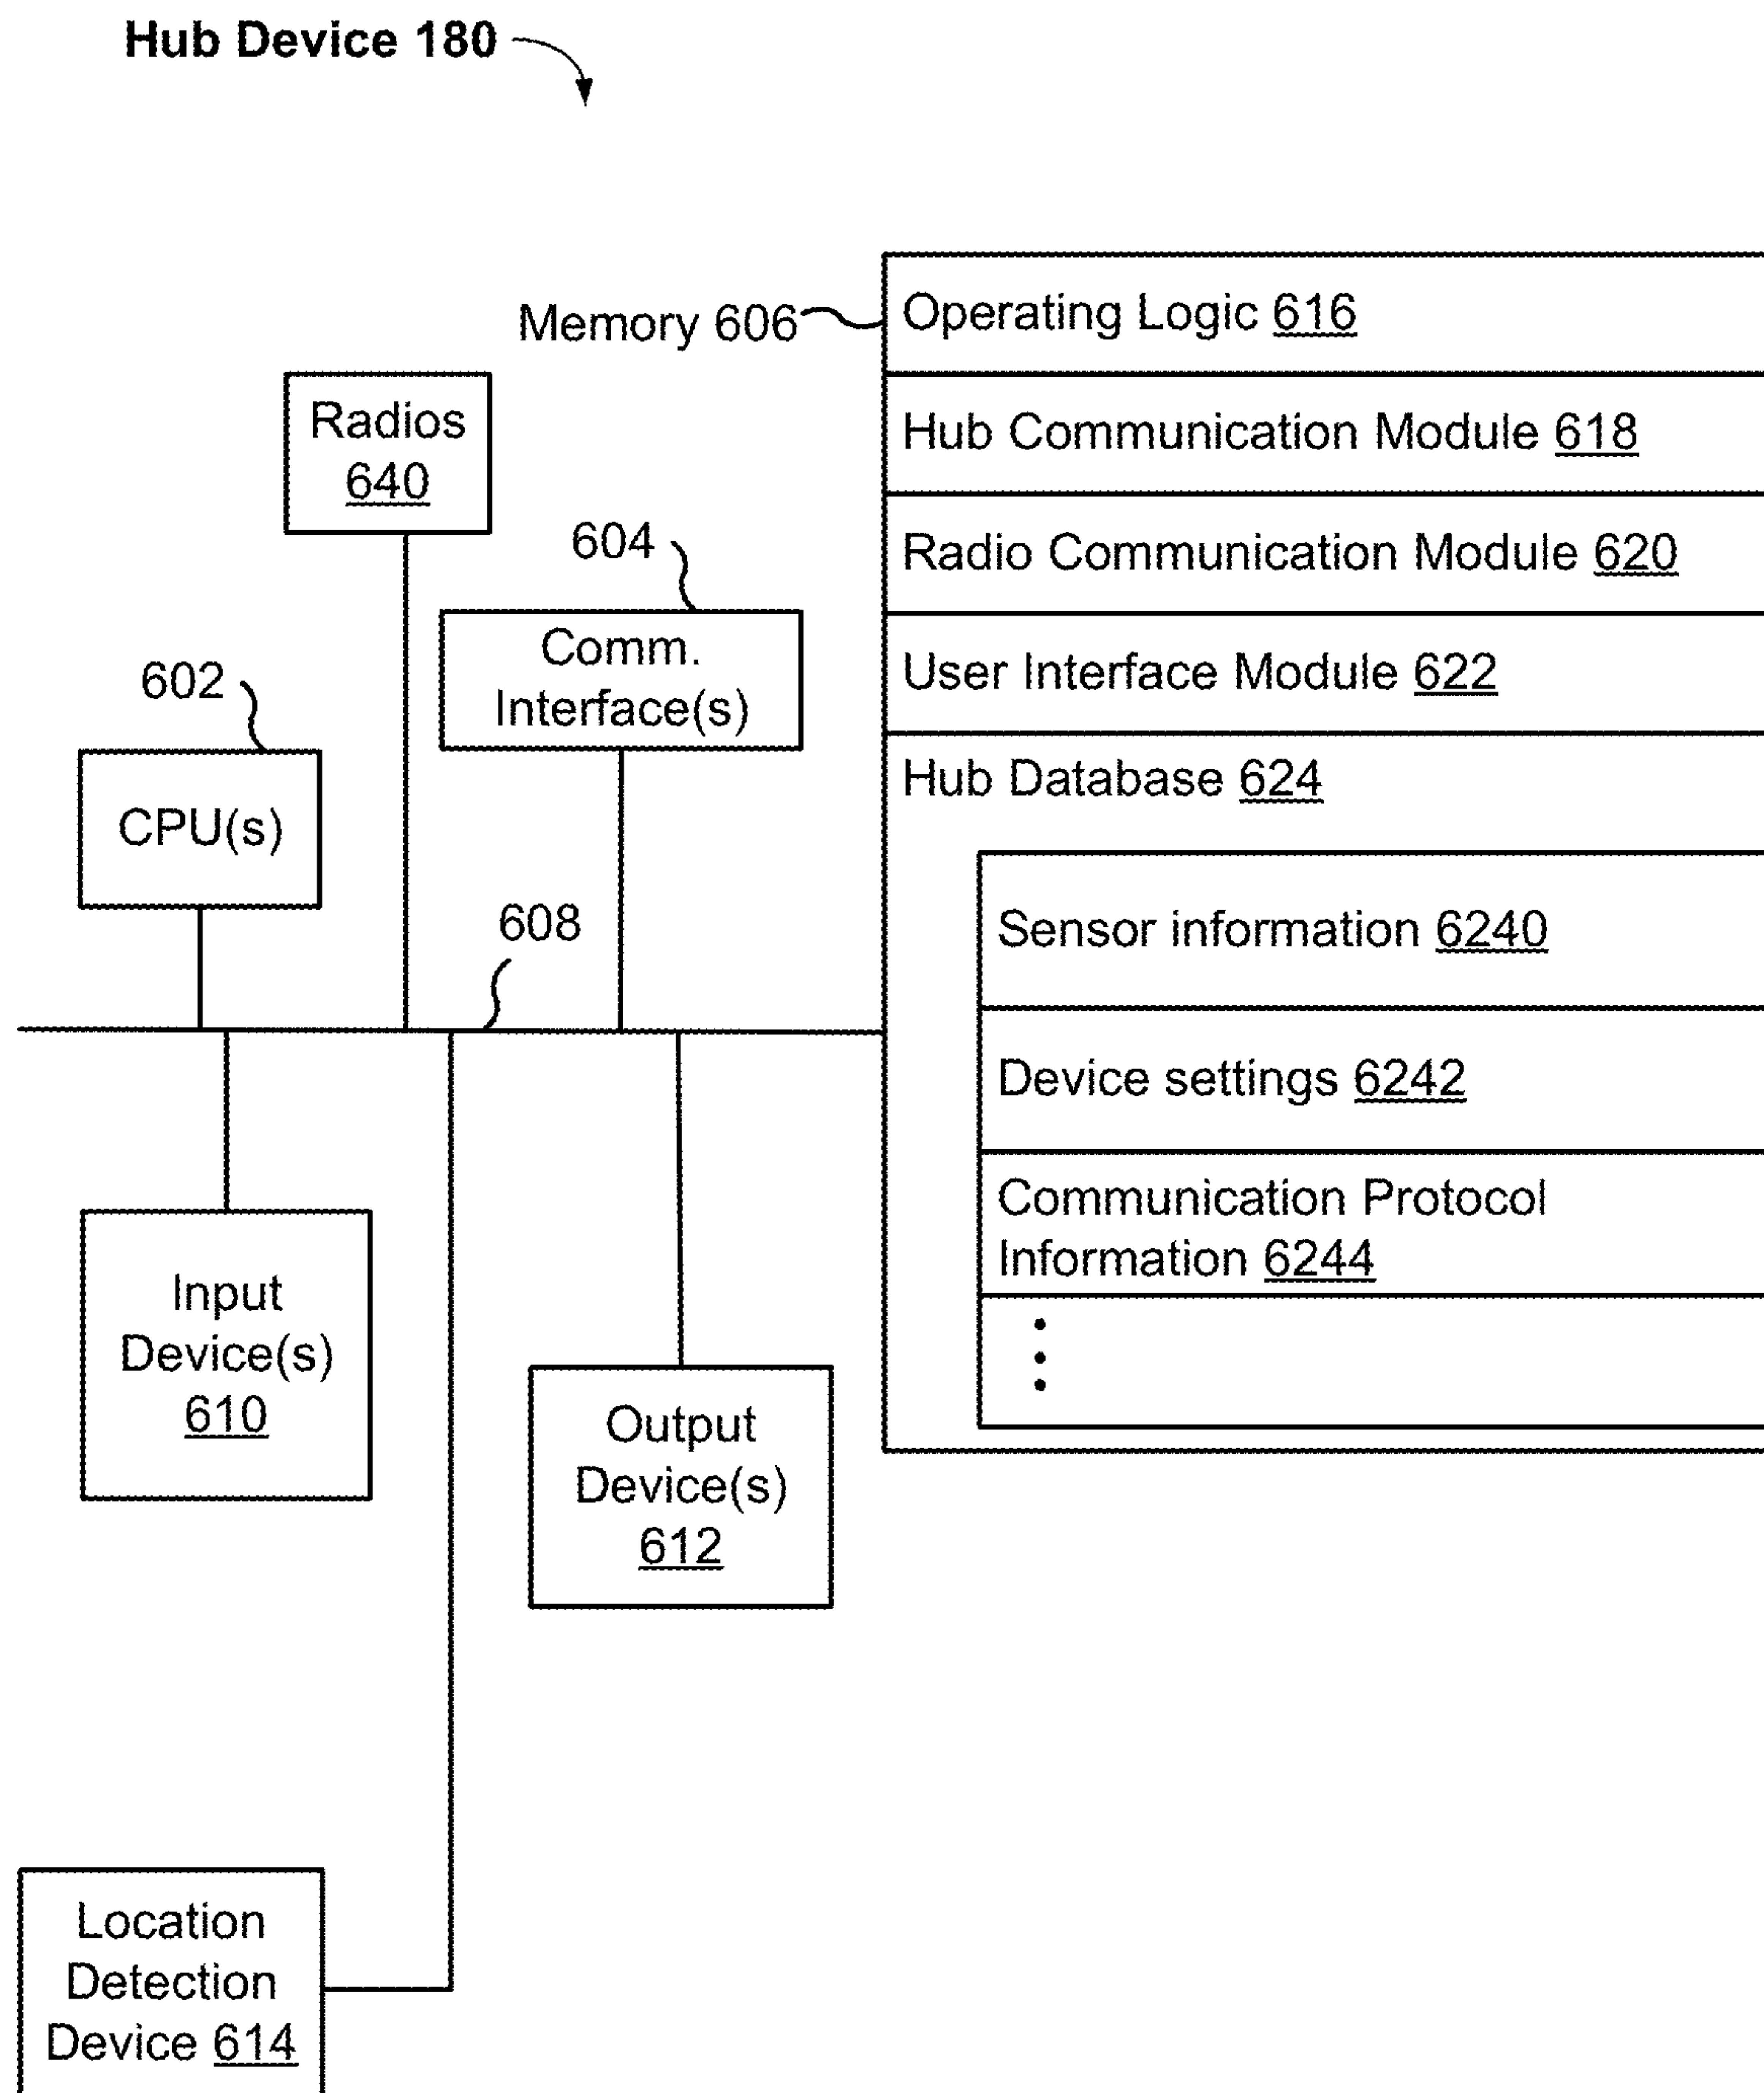 Hub Device 180
Memory 606
Operating Logic 616
Hub Communication Module 618
Radio Communication Module 620
User Interface Module 622
Hub Database 624
Sensor information 6240
Device settings 6242
Communication Protocol
Information 6244
Radios
640
604
Comm.
Interface(s)
602
CPU(s)
608
Input
Device(s)
610
Output
Device(s)
612
Location
Detection
Device 614